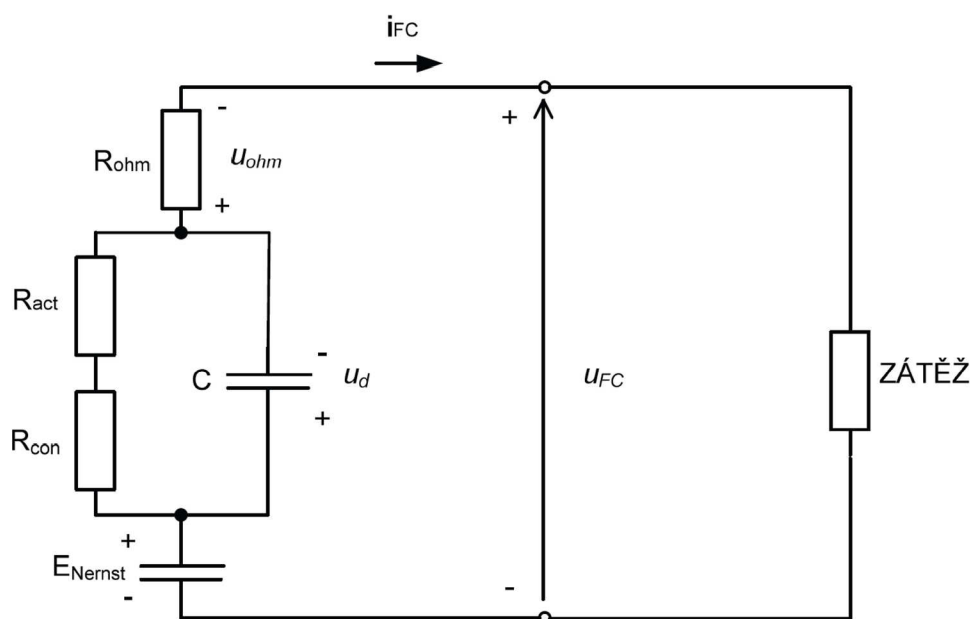 iFC
-
+
Rohm
uohm
+
Ract
-
C
ud
uFC
ZÁTĚŽ
+
Rcon
+
ENernst
-
-